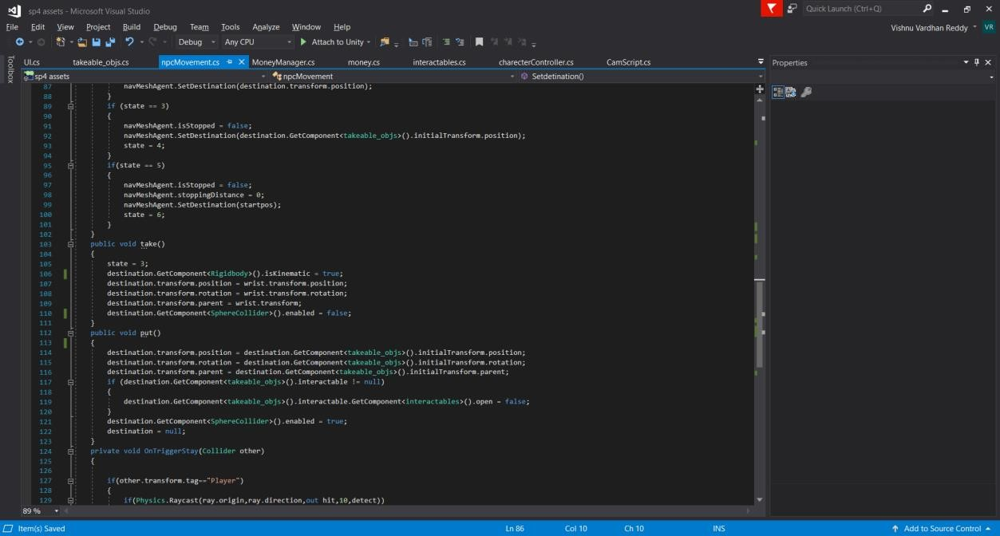 sp4 assets - Microsoft Visual Studio
Quick Launch (Ctrl+Q)
File Edit View Project Build Debug Team Tools Analyze Window Help
Vishnu Vardhan Reddy VR
Debug Any CPU Attach to Unity
Toolbox
UI.cs takeable_objs.cs npcMovement.cs MoneyManager.cs money.cs interactables.cs charecterController.cs CamScript.cs
Properties
sp4 assets npcMovement Setdetination()
87 navMeshAgent.SetDestination(destination.transform.position);
88 }
89 if (state == 3)
90 {
91 navMeshAgent.isStopped = false;
92 navMeshAgent.SetDestination(destination.GetComponent<takeable_objs>().initialTransform.position);
93 state = 4;
94 }
95 if(state == 5)
96 {
97 navMeshAgent.isStopped = false;
98 navMeshAgent.stoppingDistance = 0;
99 navMeshAgent.SetDestination(startpos);
100 state = 6;
101 }
102 }
103 public void take()
104 {
105 state = 3;
106 destination.GetComponent<Rigidbody>().isKinematic = true;
107 destination.transform.position = wrist.transform.position;
108 destination.transform.rotation = wrist.transform.rotation;
109 destination.transform.parent = wrist.transform;
110 destination.GetComponent<SphereCollider>().enabled = false;
111 }
112 public void put()
113 {
114 destination.transform.position = destination.GetComponent<takeable_objs>().initialTransform.position;
115 destination.transform.rotation = destination.GetComponent<takeable_objs>().initialTransform.rotation;
116 destination.transform.parent = destination.GetComponent<takeable_objs>().initialTransform.parent;
117 if (destination.GetComponent<takeable_objs>().interactable != null)
118 {
119 destination.GetComponent<takeable_objs>().interactable.GetComponent<interactables>().open = false;
120 }
121 destination.GetComponent<SphereCollider>().enabled = true;
122 destination = null;
123 }
124 private void OnTriggerStay(Collider other)
125 {
126
127 if(other.transform.tag=="Player")
128 {
129 if(Physics.Raycast(ray.origin,ray.direction,out hit,10,detect))
89 %
Item(s) Saved Ln 86 Col 10 Ch 10 INS Add to Source Control